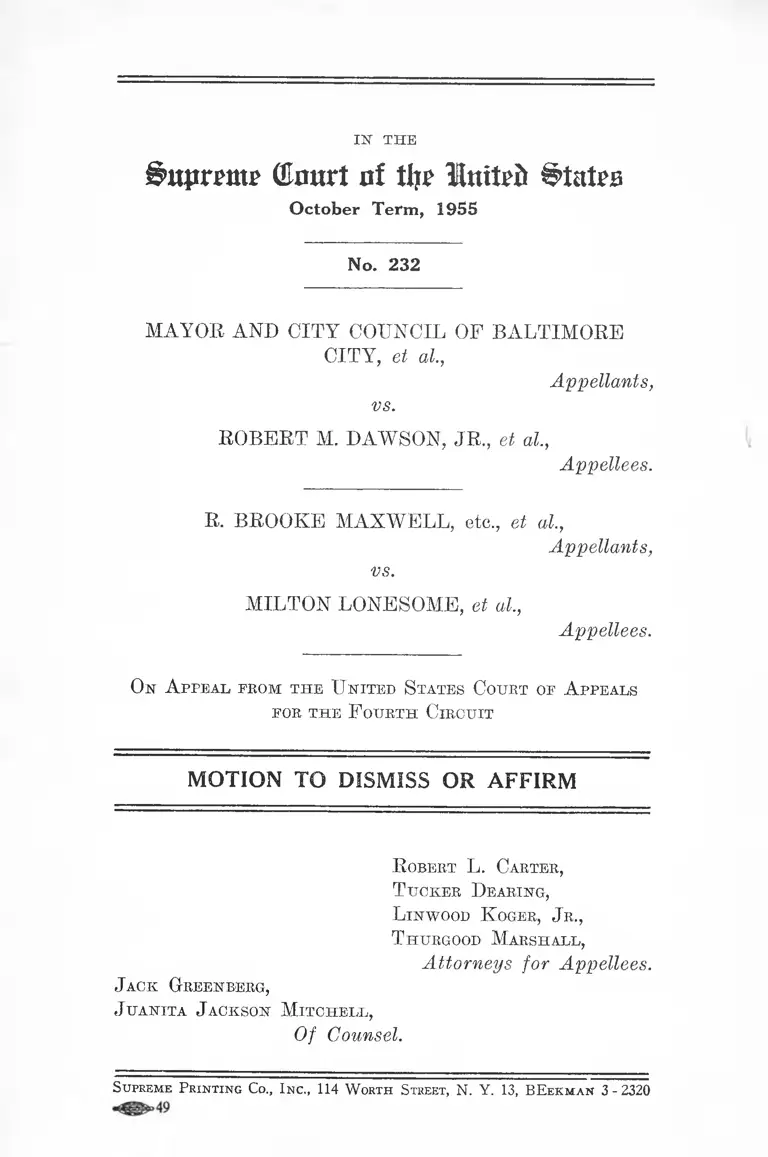 IN THE
Supreme Court of the United States
October Term, 1955
No. 232
MAYOR AND CITY COUNCIL OF BALTIMORE
CITY, et al.,
Appellants,
vs.
ROBERT M. DAWSON, JR., et al.,
Appellees.
R. BROOKE MAXWELL, etc., et al.,
Appellants,
vs.
MILTON LONESOME, et al.,
Appellees.
On Appeal from the United States Court of Appeals
for the Fourth Circuit
MOTION TO DISMISS OR AFFIRM
Robert L. Carter,
Tucker Dearing,
Linwood Koger, Jr.,
Thurgood Marshall,
Attorneys for Appellees.
Jack Greenberg,
Juanita Jackson Mitchell,
Of Counsel.
Supreme Printing Co., Inc., 114 Worth Street, N. Y. 13, BEekman 3-2320
49